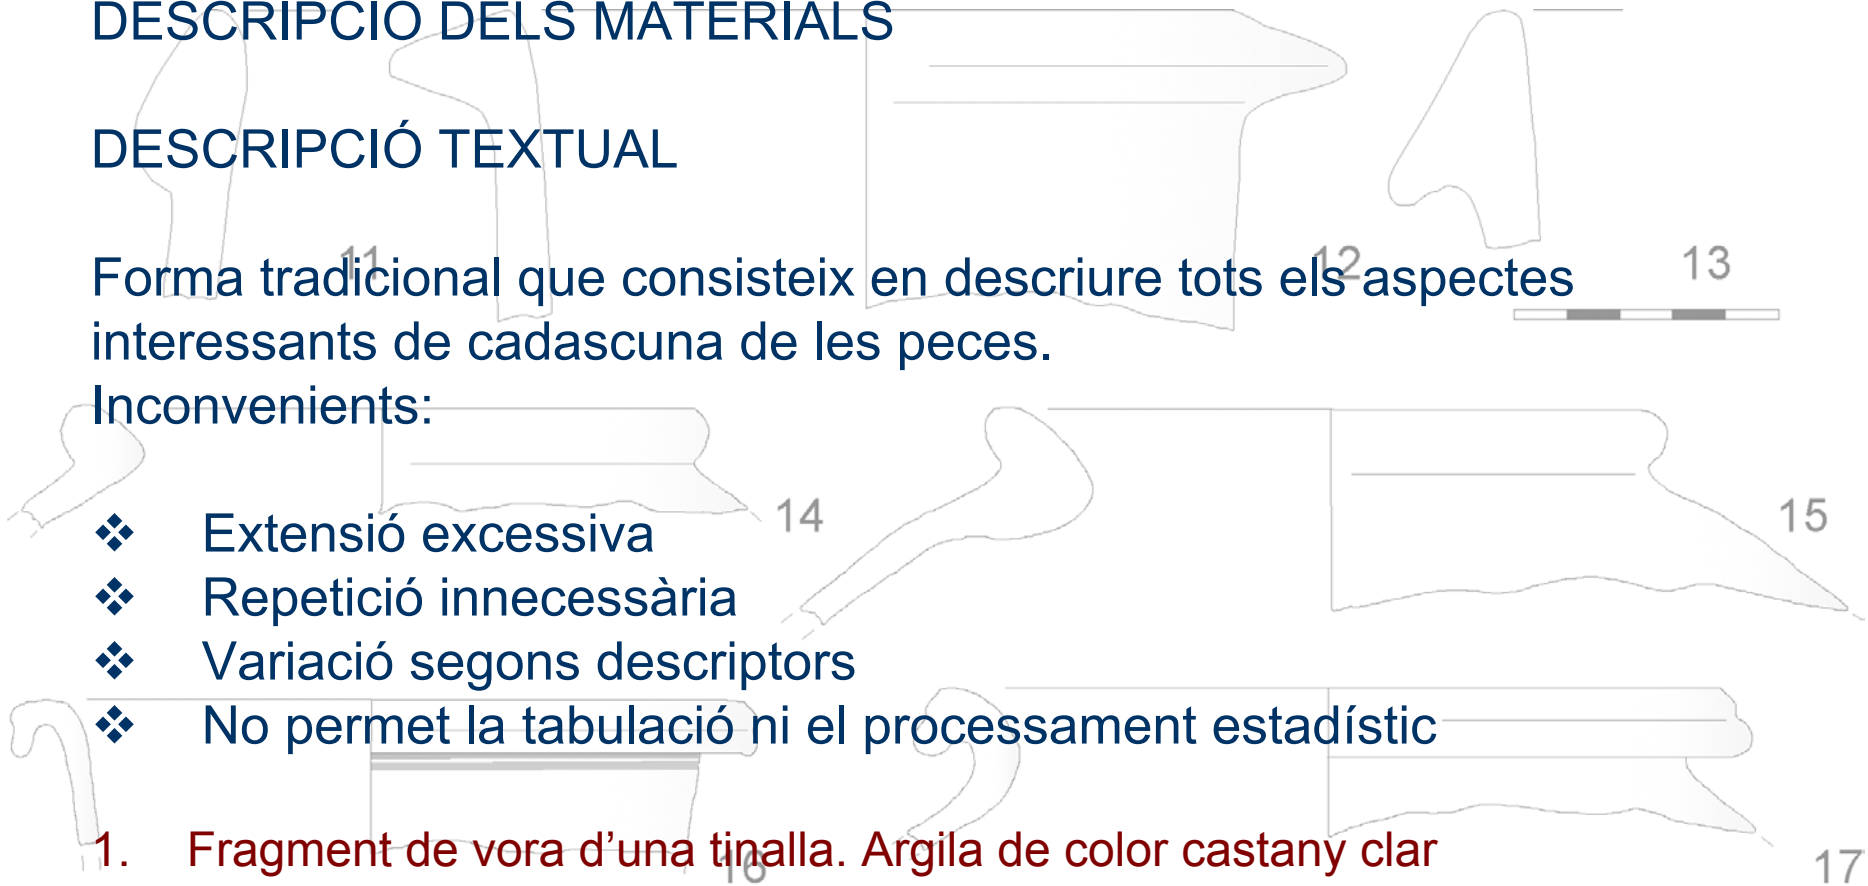 DESCRIPCIÓ DELS MATERIALS
DESCRIPCIÓ TEXTUAL
11
12
13
Forma tradicional que consisteix en descriure tots els aspectes
interessants de cadascuna de les peces.
Inconvenients:
14
15
❖ Extensió excessiva
❖ Repetició innecessària
❖ Variació segons descriptors
❖ No permet la tabulació ni el processament estadístic
1. Fragment de vora d’una tinalla. Argila de color castany clar
16
17